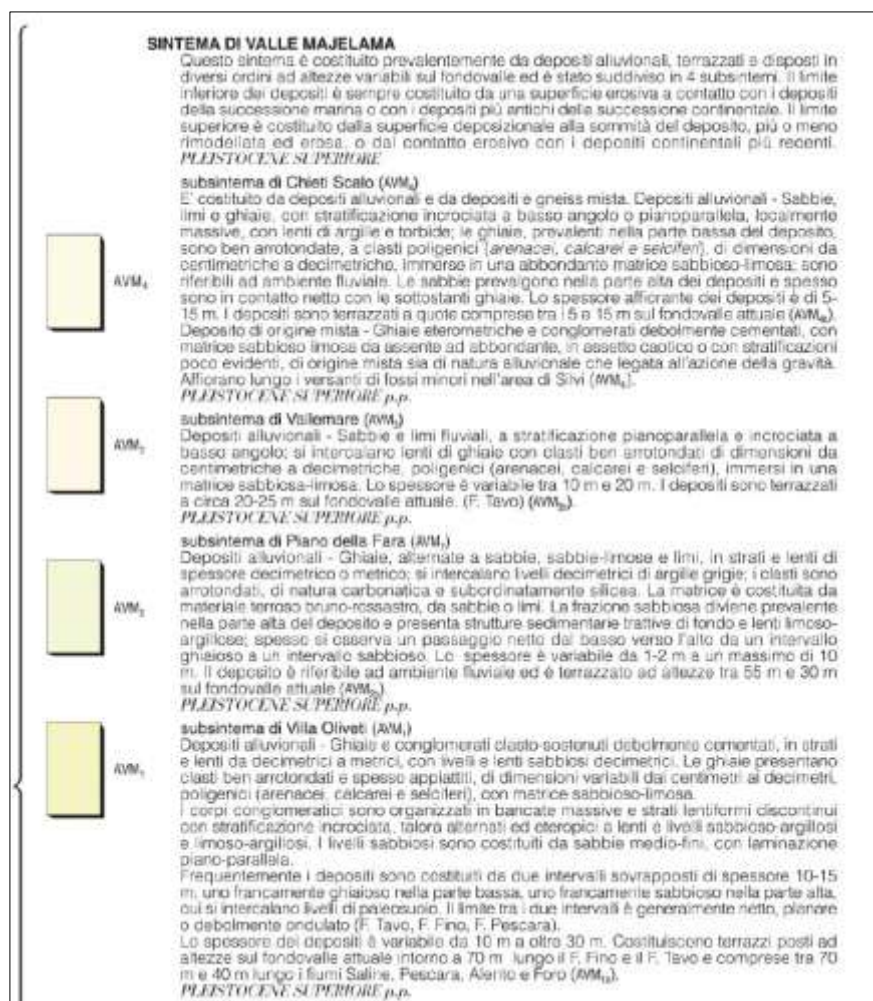 SINTEMA DI VALLE MAJELAMA
Questo sintema è costituito prevalentemente da depositi alluvionali, terrazzati e disposti in
diversi ordini ad altezze variabili sul fondovalle ed è stato suddiviso in 4 subsintemi. Il limite
inferiore dei depositi è sempre costituito da una superficie erosiva a contatto con i depositi
della successione marina o con i depositi più antichi della successione continentale. Il limite
superiore è costituito dalla superficie deposizionale alla sommità del deposito, più o meno
rimodellata ed erosa, o dal contatto erosivo con i depositi continentali più recenti.
PLEISTOCENE SUPERIORE
subsintema di Chieti Scalo (AVM₄)
E' costituito da depositi alluvionali e da depositi e gneiss mista. Depositi alluvionali - Sabbie,
limi e ghiaie, con stratificazione incrociata a basso angolo o pianoparallela, localmente
massive, con lenti di argille e torbide; le ghiaie, prevalenti nella parte bassa del deposito,
sono ben arrotondate, a clasti poligenici (arenacei, calcarei e selciferi), di dimensioni da
centimetriche a decimetriche, immerse in una abbondante matrice sabbioso-limosa; sono
riferibili ad ambiente fluviale. Le sabbie prevalgono nella parte alta dei depositi e spesso
sono in contatto netto con le sottostanti ghiaie. Lo spessore affiorante dei depositi è di 5-
15 m. I depositi sono terrazzati a quote comprese tra i 5 e 15 m sul fondovalle attuale
Deposito di origine mista - Ghiaie eterometriche e conglomerati debolmente cementati, con
matrice sabbioso limosa da assente ad abbondante, in assetto caotico o con stratificazioni
poco evidenti, di origine mista sia di natura alluvionale che legata all'azione della gravità.
Affiorano lungo i versanti di fossi minori nell'area di Silvi
PLEISTOCENE SUPERIORE p.p.
AVM₄
subsintema di Vallemare (AVM₃)
Depositi alluvionali - Sabbie e limi fluviali, a stratificazione pianoparallela e incrociata a
basso angolo; si intercalano lenti di ghiaie con clasti ben arrotondati di dimensioni da
centimetriche a decimetriche, poligenici (arenacei, calcarei e selciferi), immersi in una
matrice sabbiosa-limosa. Lo spessore è variabile tra 10 m e 20 m. I depositi sono terrazzati
a circa 20-25 m sul fondovalle attuale. (F. Tavo)
PLEISTOCENE SUPERIORE p.p.
AVM₃
subsintema di Piano della Fara (AVM₂)
Depositi alluvionali - Ghiaie, alternate a sabbie, sabbie-limose e limi, in strati e lenti di
spessore decimetrico o metrico; si intercalano livelli decimetrici di argille grigie; i clasti sono
arrotondati, di natura carbonatica e subordinatamente silicea. La matrice è costituita da
materiale terroso bruno-rossastro, da sabbie o limi. La frazione sabbiosa diviene prevalente
nella parte alta del deposito e presenta strutture sedimentarie trattive di fondo e lenti limoso-
argillose; spesso si osserva un passaggio netto dal basso verso l'alto da un intervallo
ghiaioso a un intervallo sabbioso. Lo spessore è variabile da 1-2 m a un massimo di 10
m. Il deposito è riferibile ad ambiente fluviale ed è terrazzato ad altezze tra 55 m e 30 m
sul fondovalle attuale
PLEISTOCENE SUPERIORE p.p.
AVM₂
subsintema di Villa Oliveti (AVM₁)
Depositi alluvionali - Ghiaie e conglomerati clasto-sostenuti debolmente cementati, in strati
e lenti da decimetrici a metrici, con livelli e lenti sabbiosi decimetrici. Le ghiaie presentano
clasti ben arrotondati e spesso appiattiti, di dimensioni variabili dai centimetri ai decimetri,
poligenici (arenacei, calcarei e selciferi), con matrice sabbioso-limosa.
I corpi conglomeratici sono organizzati in bancate massive e strati lentiformi discontinui
con stratificazione incrociata, talora alternati ed eteropici a lenti e livelli sabbioso-argillosi
e limoso-argillosi. I livelli sabbiosi sono costituiti da sabbie medio-fini, con laminazione
piano-parallela.
Frequentemente i depositi sono costituiti da due intervalli sovrapposti di spessore 10-15
m, uno francamente ghiaioso nella parte bassa, uno francamente sabbioso nella parte alta,
cui si intercalano livelli di paleosuolo. Il limite tra i due intervalli è generalmente netto, planare
o debolmente ondulato (F. Tavo, F. Fino, F. Pescara).
Lo spessore dei depositi è variabile da 10 m a oltre 30 m. Costituiscono terrazzi posti ad
altezze sul fondovalle attuale intorno a 70 m lungo il F. Fino e il F. Tavo e comprese tra 70
m e 40 m lungo i fiumi Saline, Pescara, Alento e Foro
PLEISTOCENE SUPERIORE p.p.
AVM₁